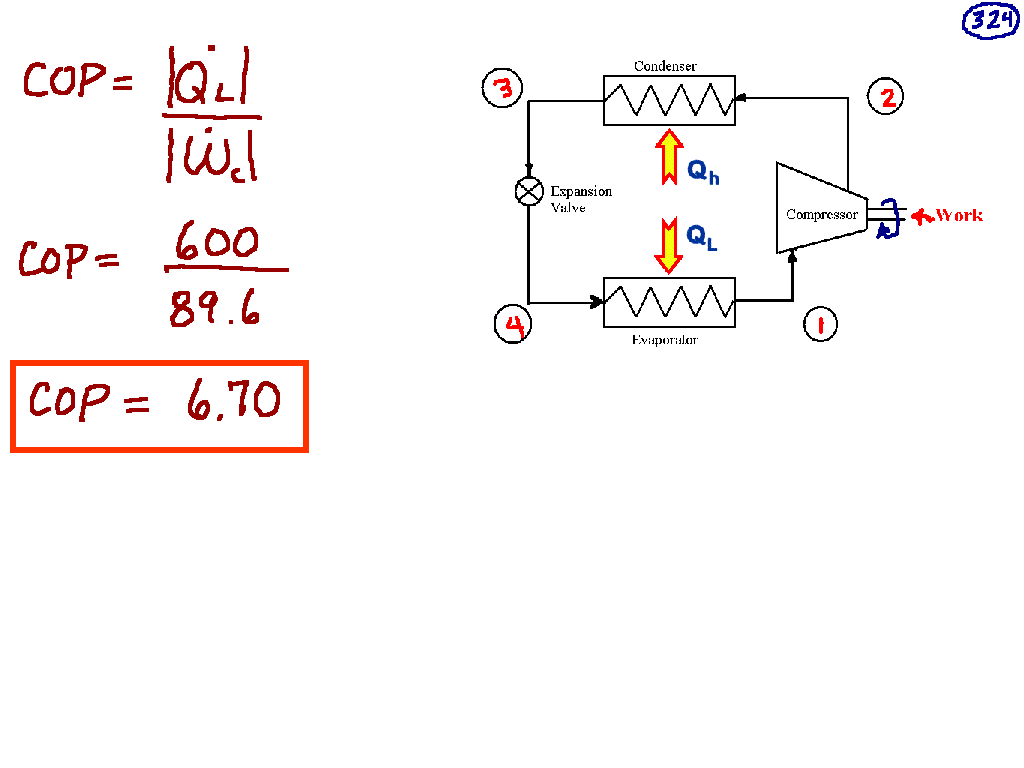 324
COP = |Q̇L|
|Ẇc|
COP = 600
89.6
COP = 6.70
Condenser
3
2
Qh
Expansion
Valve
Compressor
Work
QL
4
1
Evaporator